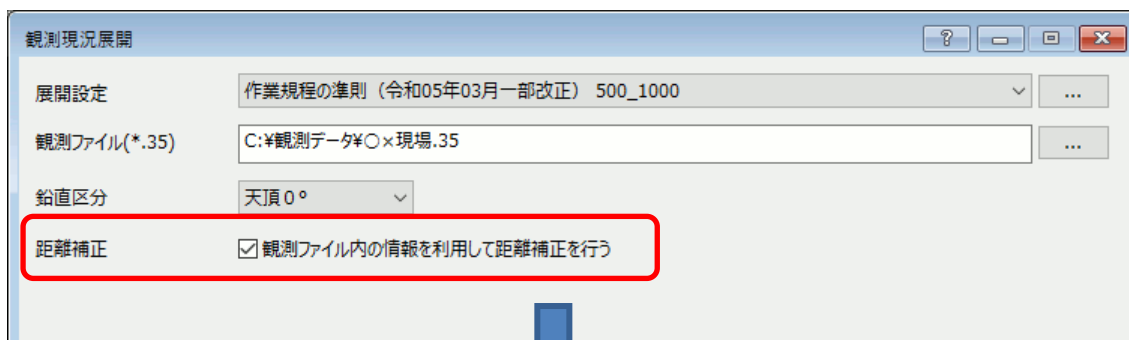 観測現況展開
展開設定 作業規程の準則（令和05年03月一部改正） 500_1000 ...
観測ファイル(*.35) C:¥観測データ¥○×現場.35 ...
鉛直区分 天頂０°
距離補正 観測ファイル内の情報を利用して距離補正を行う